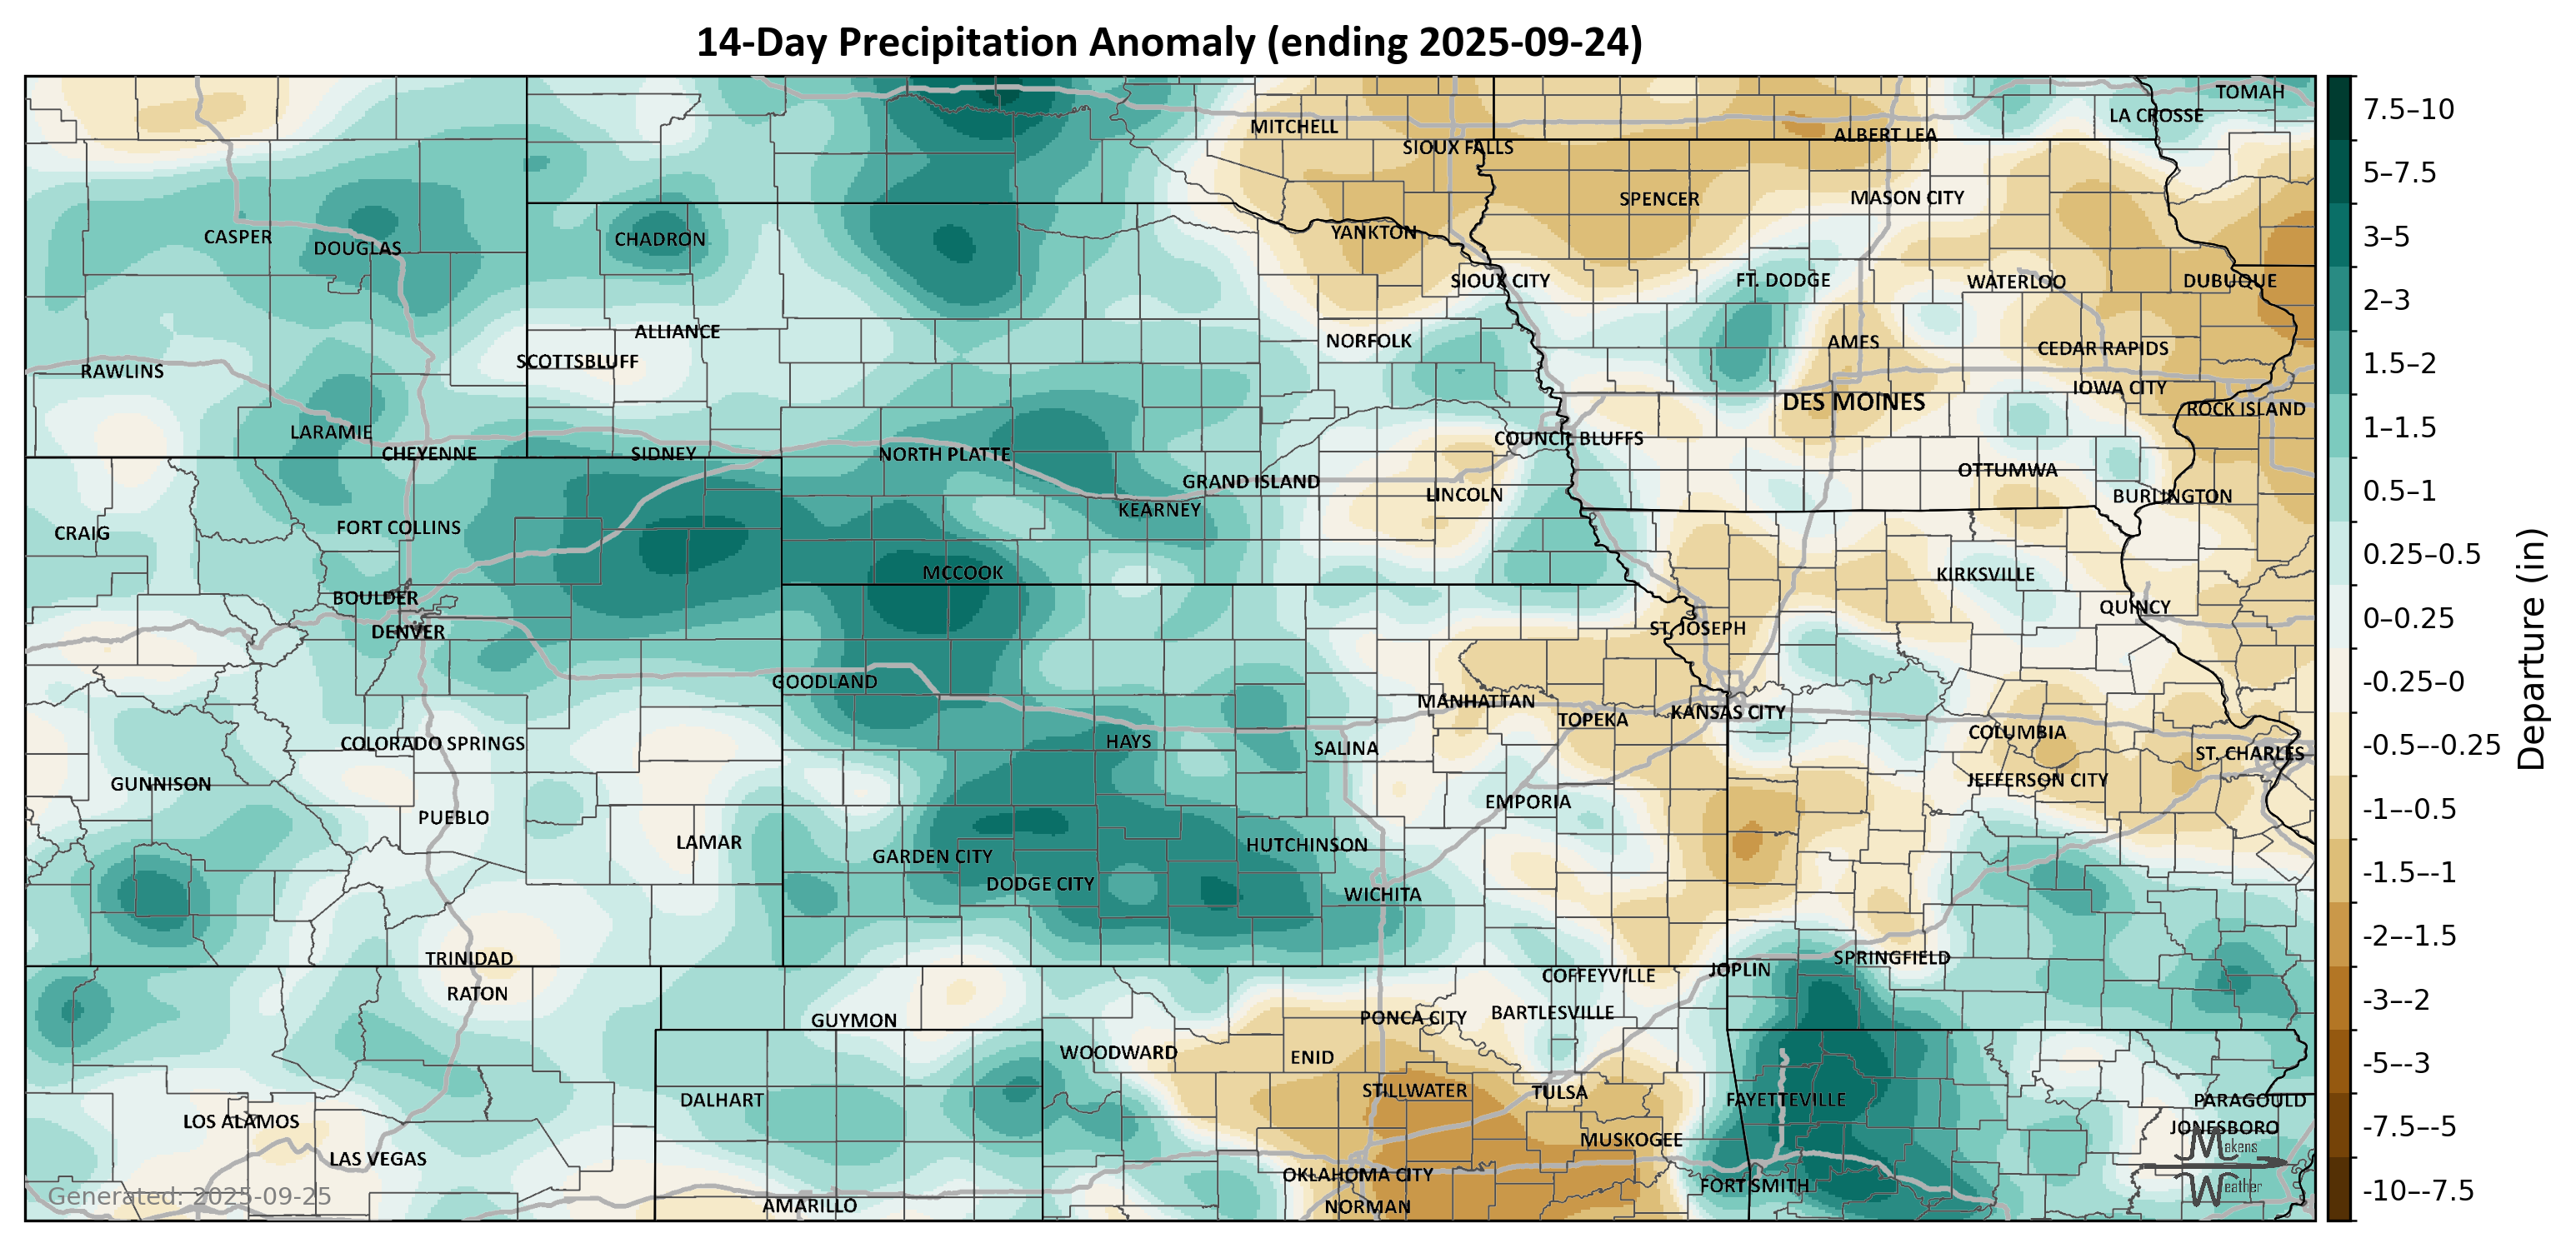 14-Day Precipitation Anomaly (ending 2025-09-24)
TOMAH
LA CROSSE
MITCHELL
ALBERT LEA
SIOUX FALLS
SPENCER
MASON CITY
CASPER
DOUGLAS
CHADRON
YANKTON
SIOUX CITY
FT. DODGE
WATERLOO
DUBUQUE
ALLIANCE
NORFOLK
AMES
CEDAR RAPIDS
SCOTTSBLUFF
RAWLINS
IOWA CITY
DES MOINES
ROCK ISLAND
LARAMIE
COUNCIL BLUFFS
CHEYENNE
SIDNEY
NORTH PLATTE
OTTUMWA
GRAND ISLAND
LINCOLN
BURLINGTON
KEARNEY
CRAIG
FORT COLLINS
MCCOOK
KIRKSVILLE
BOULDER
QUINCY
DENVER
ST. JOSEPH
GOODLAND
MANHATTAN
TOPEKA
KANSAS CITY
COLUMBIA
COLORADO SPRINGS
HAYS
SALINA
ST. CHARLES
GUNNISON
JEFFERSON CITY
EMPORIA
PUEBLO
LAMAR
HUTCHINSON
GARDEN CITY
DODGE CITY
WICHITA
TRINIDAD
SPRINGFIELD
JOPLIN
COFFEYVILLE
RATON
BARTLESVILLE
PONCA CITY
GUYMON
WOODWARD
ENID
STILLWATER
TULSA
DALHART
FAYETTEVILLE
PARAGOULD
LOS ALAMOS
JONESBORO
MUSKOGEE
LAS VEGAS
OKLAHOMA CITY
FORT SMITH
AMARILLO
NORMAN
Generated: 2025-09-25
Makens
Weather
7.5–10
5–7.5
3–5
2–3
1.5–2
1–1.5
0.5–1
0.25–0.5
0–0.25
-0.25–0
-0.5–-0.25
-1–-0.5
-1.5–-1
-2–-1.5
-3–-2
-5–-3
-7.5–-5
-10–-7.5
Departure (in)